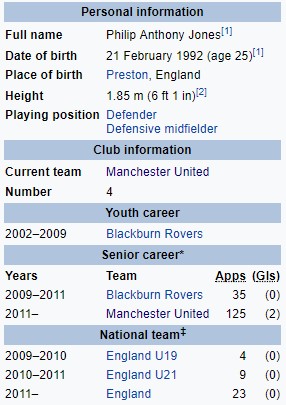 Personal information
Full name Philip Anthony Jones[1]
Date of birth 21 February 1992 (age 25)[1]
Place of birth Preston, England
Height 1.85 m (6 ft 1 in)[2]
Playing position Defender
Defensive midfielder
Club information
Current team Manchester United
Number 4
Youth career
2002–2009 Blackburn Rovers
Senior career*
Years Team Apps (Gls)
2009–2011 Blackburn Rovers 35 (0)
2011– Manchester United 125 (2)
National team‡
2009–2010 England U19 4 (0)
2010–2011 England U21 9 (0)
2011– England 23 (0)